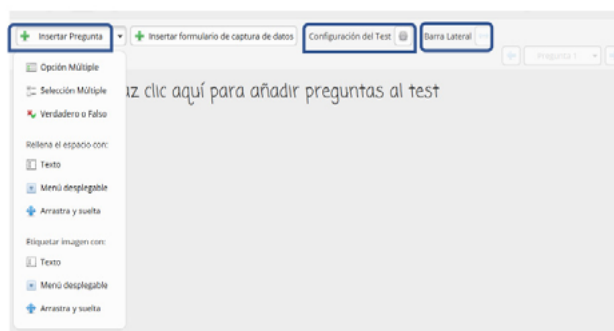 Insertar Pregunta
Insertar formulario de captura de datos
Configuración del Test
Barra Lateral
Pregunta 1
Opción Múltiple
Selección Múltiple
az clic aquí para añadir preguntas al test
Verdadero o Falso
Rellena el espacio con:
Texto
Menú desplegable
Arrastra y suelta
Etiquetar imagen con:
Texto
Menú desplegable
Arrastra y suelta